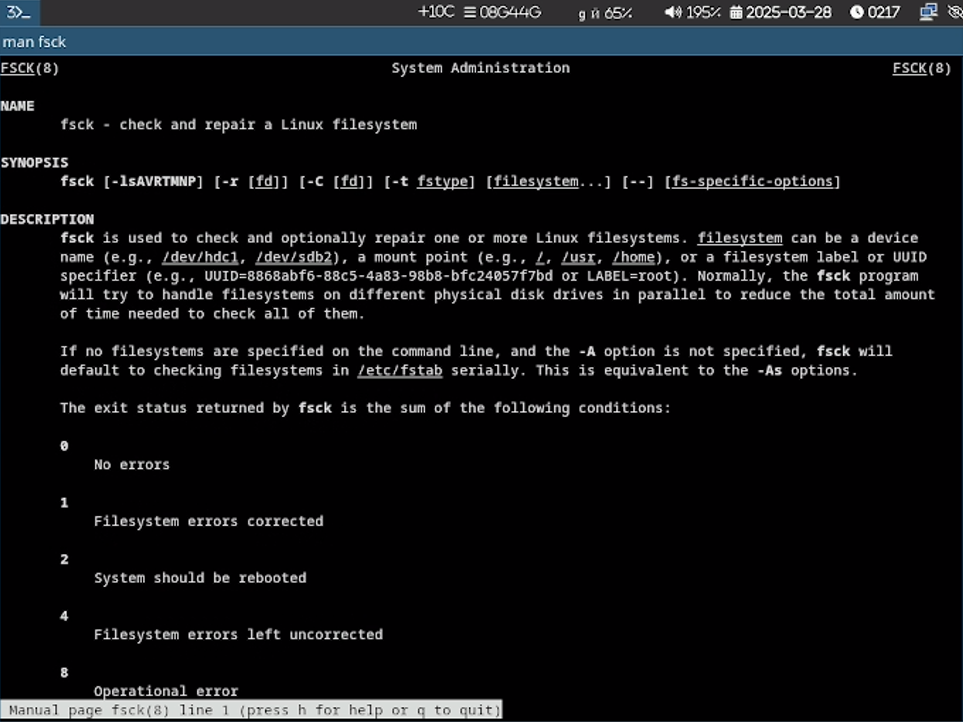 3>_ +10C 08G44G g й 65% 195% 2025-03-28 0217
man fsck
FSCK(8) System Administration FSCK(8)
NAME
fsck - check and repair a Linux filesystem
SYNOPSIS
fsck [-lsAVRTMNP] [-r [fd]] [-C [fd]] [-t fstype] [filesystem...] [--] [fs-specific-options]
DESCRIPTION
fsck is used to check and optionally repair one or more Linux filesystems. filesystem can be a device
name (e.g., /dev/hdc1, /dev/sdb2), a mount point (e.g., /, /usr, /home), or a filesystem label or UUID
specifier (e.g., UUID=8868abf6-88c5-4a83-98b8-bfc24057f7bd or LABEL=root). Normally, the fsck program
will try to handle filesystems on different physical disk drives in parallel to reduce the total amount
of time needed to check all of them.
If no filesystems are specified on the command line, and the -A option is not specified, fsck will
default to checking filesystems in /etc/fstab serially. This is equivalent to the -As options.
The exit status returned by fsck is the sum of the following conditions:
0
No errors
1
Filesystem errors corrected
2
System should be rebooted
4
Filesystem errors left uncorrected
8
Operational error
Manual page fsck(8) line 1 (press h for help or q to quit)